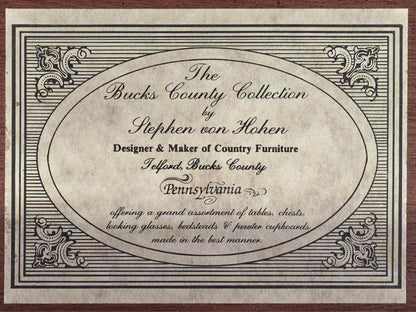 The
Bucks County Collection
by
Stephen von Hohen
Designer & Maker of Country Furniture
Telford, Bucks County
Pennsylvania
offering a grand assortment of tables, chests,
looking glasses, bedsteads & pewter cupboards
made in the best manner.